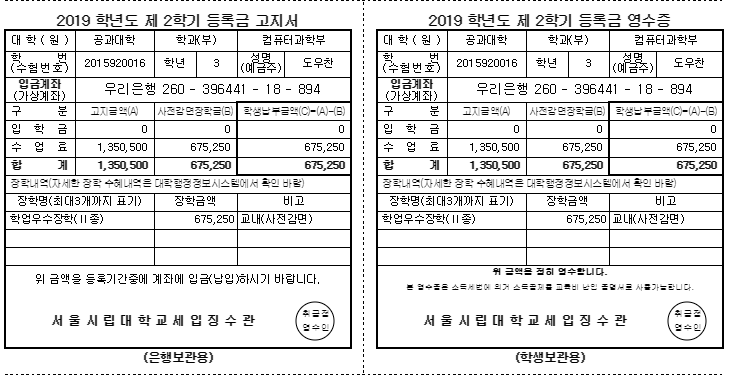 2019 학년도 제 2학기 등록금 고지서
대 학 ( 원 ) 공과대학 학과(부) 컴퓨터과학부
학 번
(수험번호) 2015920016 학년 3 성명
(예금주) 도우찬
입금계좌
(가상계좌) 우리은행 260 - 396441 - 18 - 894
구 분 고지금액(A) 사전감면장학금(B) 학생납부금액(C)=(A)-(B)
입 학 금 0 0 0
수 업 료 1,350,500 675,250 675,250
합 계 1,350,500 675,250 675,250
장학내역(자세한 장학 수혜내역은 대학행정정보시스템에서 확인 바람)
장학명(최대3개까지 표기) 장학금액 비고
학업우수장학(II종) 675,250 교내(사전감면)
위 금액을 등록기간중에 계좌에 입금(납입)하시기 바랍니다.
서 울 시 립 대 학 교 세 입 징 수 관
취급점
영수인
(은행보관용)
2019 학년도 제 2학기 등록금 영수증
대 학 ( 원 ) 공과대학 학과(부) 컴퓨터과학부
학 번
(수험번호) 2015920016 학년 3 성명
(예금주) 도우찬
입금계좌
(가상계좌) 우리은행 260 - 396441 - 18 - 894
구 분 고지금액(A) 사전감면장학금(B) 학생납부금액(C)=(A)-(B)
입 학 금 0 0 0
수 업 료 1,350,500 675,250 675,250
합 계 1,350,500 675,250 675,250
장학내역(자세한 장학 수혜내역은 대학행정정보시스템에서 확인 바람)
장학명(최대3개까지 표기) 장학금액 비고
학업우수장학(II종) 675,250 교내(사전감면)
위 금액을 정히 영수합니다.
본 영수증은 소득세법에 의거 소득공제용 교육비 납입 증명서로 사용가능합니다.
서 울 시 립 대 학 교 세 입 징 수 관
취급점
영수인
(학생보관용)